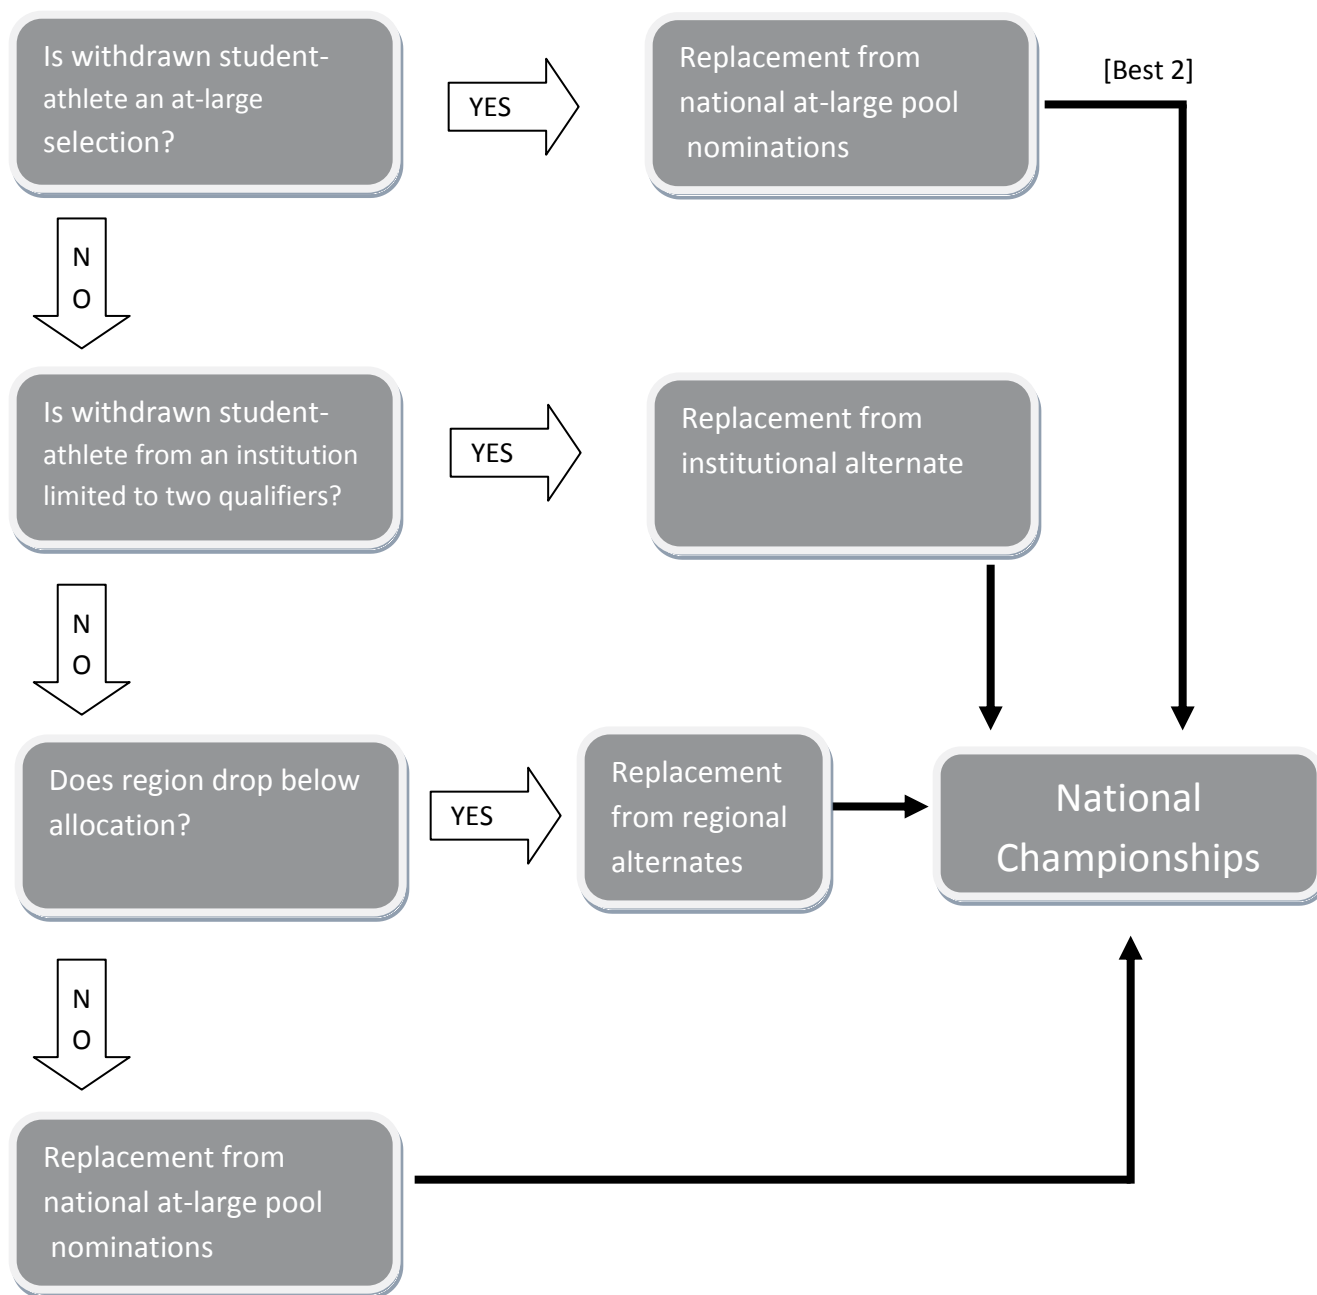 Is withdrawn student-
athlete an at-large
selection?
YES
Replacement from
national at-large pool
nominations
[Best 2]
N
O
Is withdrawn student-
athlete from an institution
limited to two qualifiers?
YES
Replacement from
institutional alternate
N
O
Does region drop below
allocation?
YES
Replacement
from regional
alternates
National
Championships
N
O
Replacement from
national at-large pool
nominations